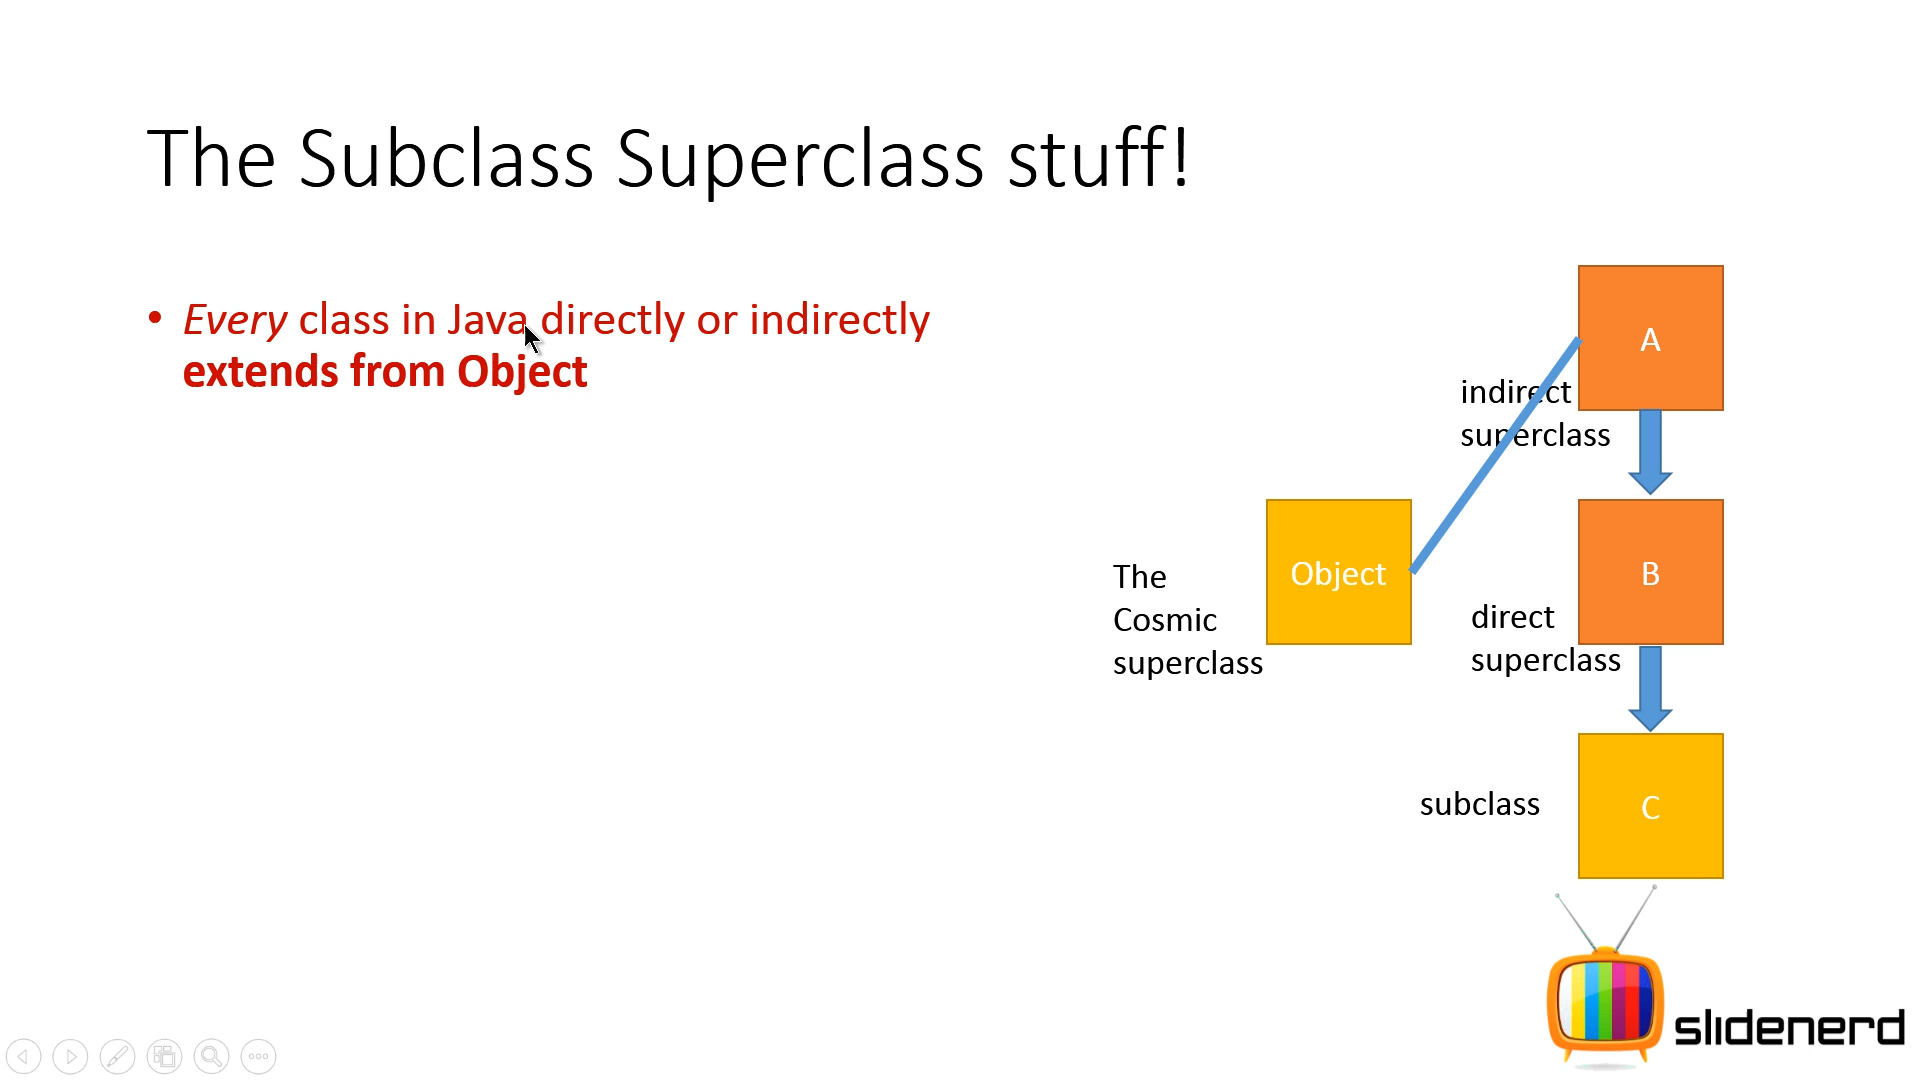 The Subclass Superclass stuff!
• Every class in Java directly or indirectly
extends from Object
A
indirect
superclass
Object
B
The
Cosmic
superclass
direct
superclass
subclass
C
slidenerd